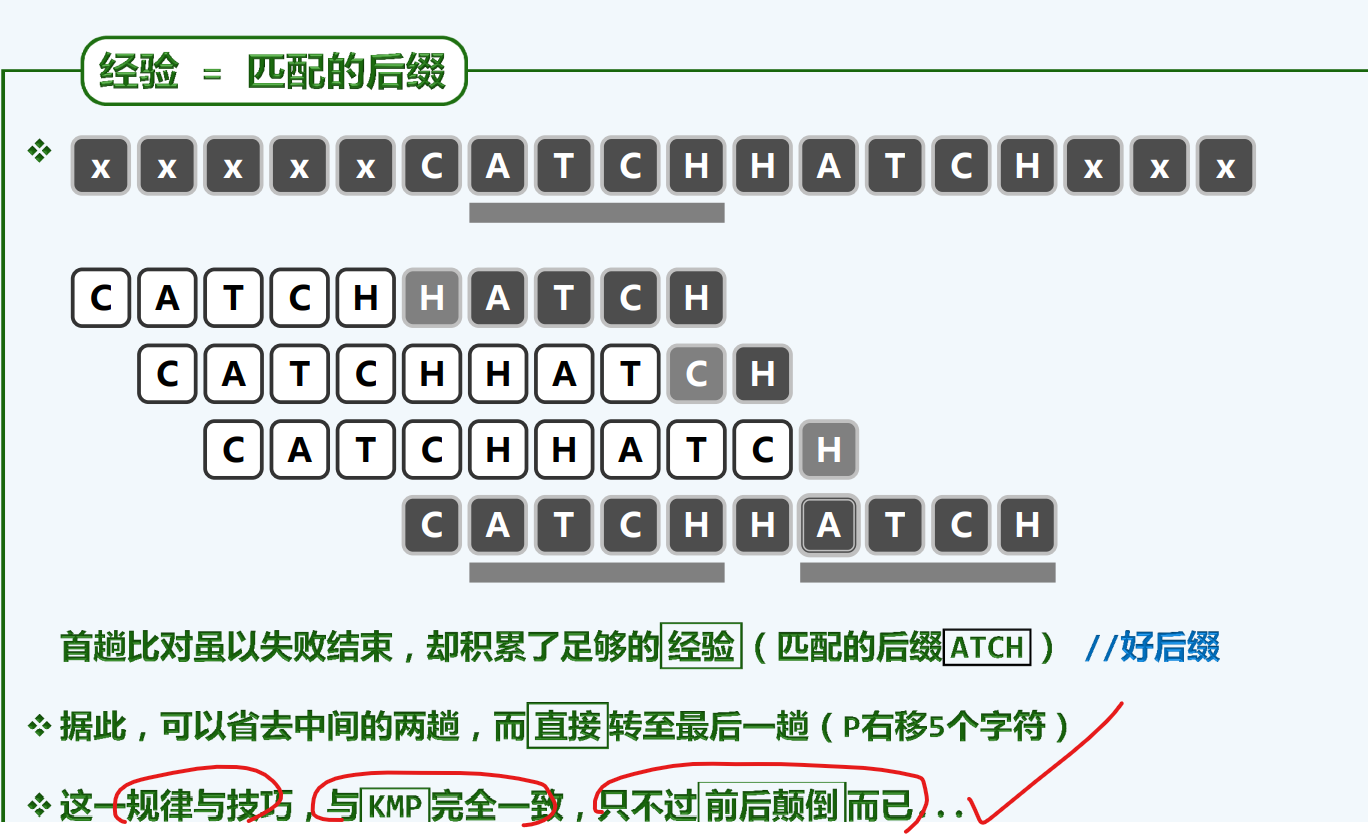 经验 = 匹配的后缀
❖ x x x x x C A T C H H A T C H x x x
C A T C H H A T C H
C A T C H H A T C H
C A T C H H A T C H
C A T C H H A T C H
首趟比对虽以失败结束，却积累了足够的经验（匹配的后缀ATCH） //好后缀
❖ 据此，可以省去中间的两趟，而直接转至最后一趟（P右移5个字符）
❖ 这一规律与技巧，与KMP完全一致，只不过前后颠倒而已...